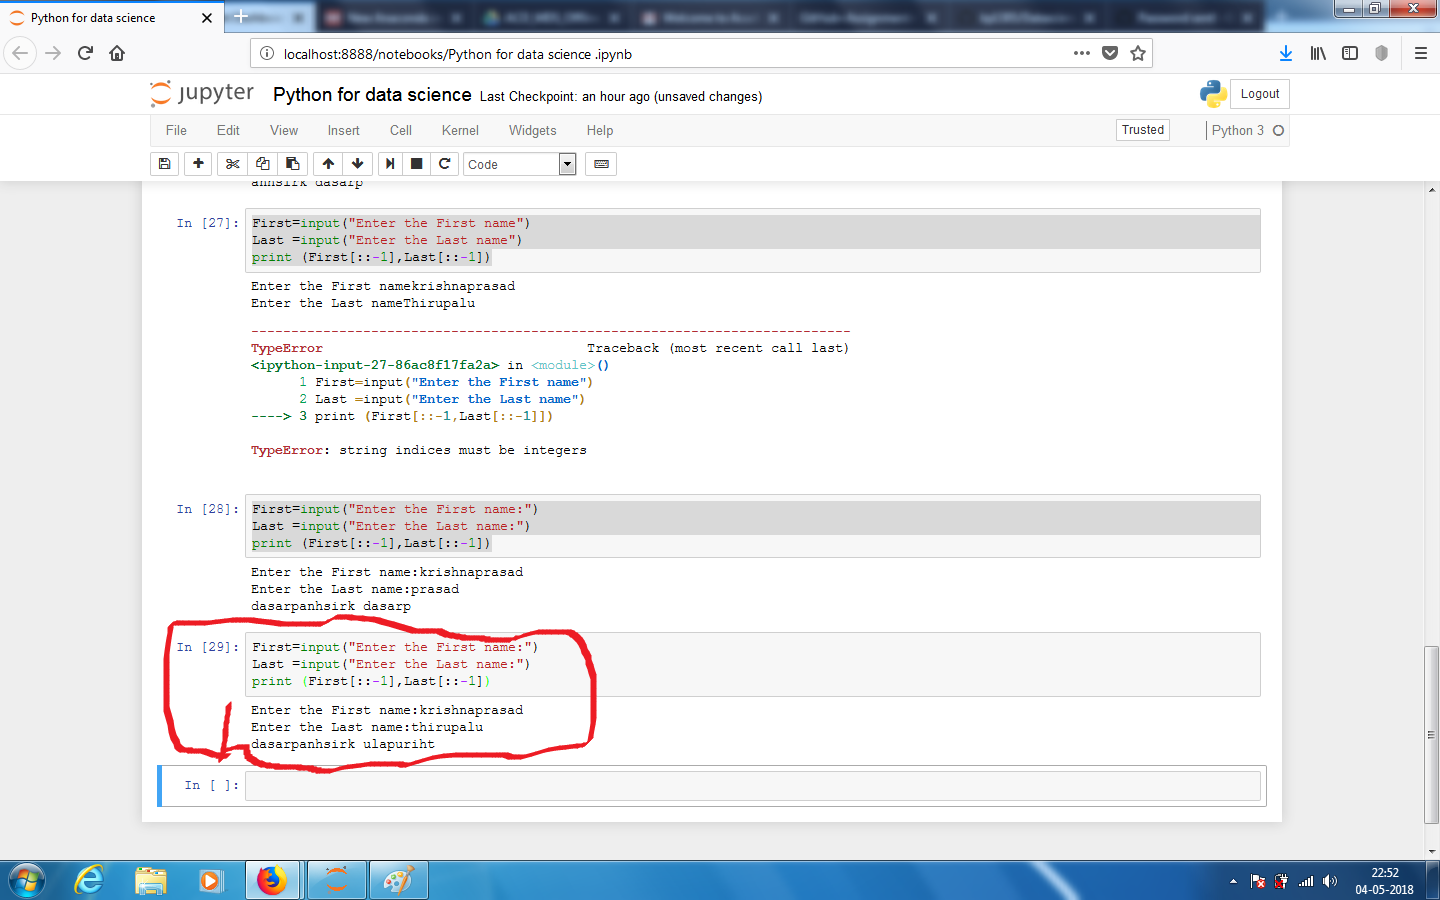 Python for data science
localhost:8888/notebooks/Python for data science .ipynb
jupyter Python for data science Last Checkpoint: an hour ago (unsaved changes) Logout
File Edit View Insert Cell Kernel Widgets Help Trusted Python 3
Code
ahnsirk dasarp
In [27]: First=input("Enter the First name")
Last =input("Enter the Last name")
print (First[::-1],Last[::-1])
Enter the First namekrishnaprasad
Enter the Last nameThirupalu
---------------------------------------------------------------------------
TypeError Traceback (most recent call last)
<ipython-input-27-86ac8f17fa2a> in <module>()
1 First=input("Enter the First name")
2 Last =input("Enter the Last name")
----> 3 print (First[::-1,Last[::-1]])
TypeError: string indices must be integers
In [28]: First=input("Enter the First name:")
Last =input("Enter the Last name:")
print (First[::-1],Last[::-1])
Enter the First name:krishnaprasad
Enter the Last name:prasad
dasarpanhsirk dasarp
In [29]: First=input("Enter the First name:")
Last =input("Enter the Last name:")
print (First[::-1],Last[::-1])
Enter the First name:krishnaprasad
Enter the Last name:thirupalu
dasarpanhsirk ulapuriht
In [ ]:
22:52
04-05-2018